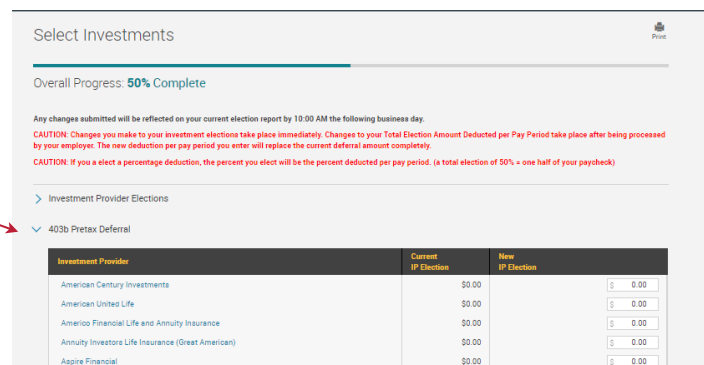 Select Investments
Print
Overall Progress: 50% Complete
Any changes submitted will be reflected on your current election report by 10:00 AM the following business day.
CAUTION: Changes you make to your investment elections take place immediately. Changes to your Total Election Amount Deducted per Pay Period take place after being processed
by your employer. The new deduction per pay period you enter will replace the current deferral amount completely.
CAUTION: If you a elect a percentage deduction, the percent you elect will be the percent deducted per pay period. (a total election of 50% = one half of your paycheck)
Investment Provider Elections
403b Pretax Deferral
Investment Provider Current IP Election New IP Election
American Century Investments $0.00 $ 0.00
American United Life $0.00 $ 0.00
Americo Financial Life and Annuity Insurance $0.00 $ 0.00
Annuity Investors Life Insurance (Great American) $0.00 $ 0.00
Aspire Financial $0.00 $ 0.00